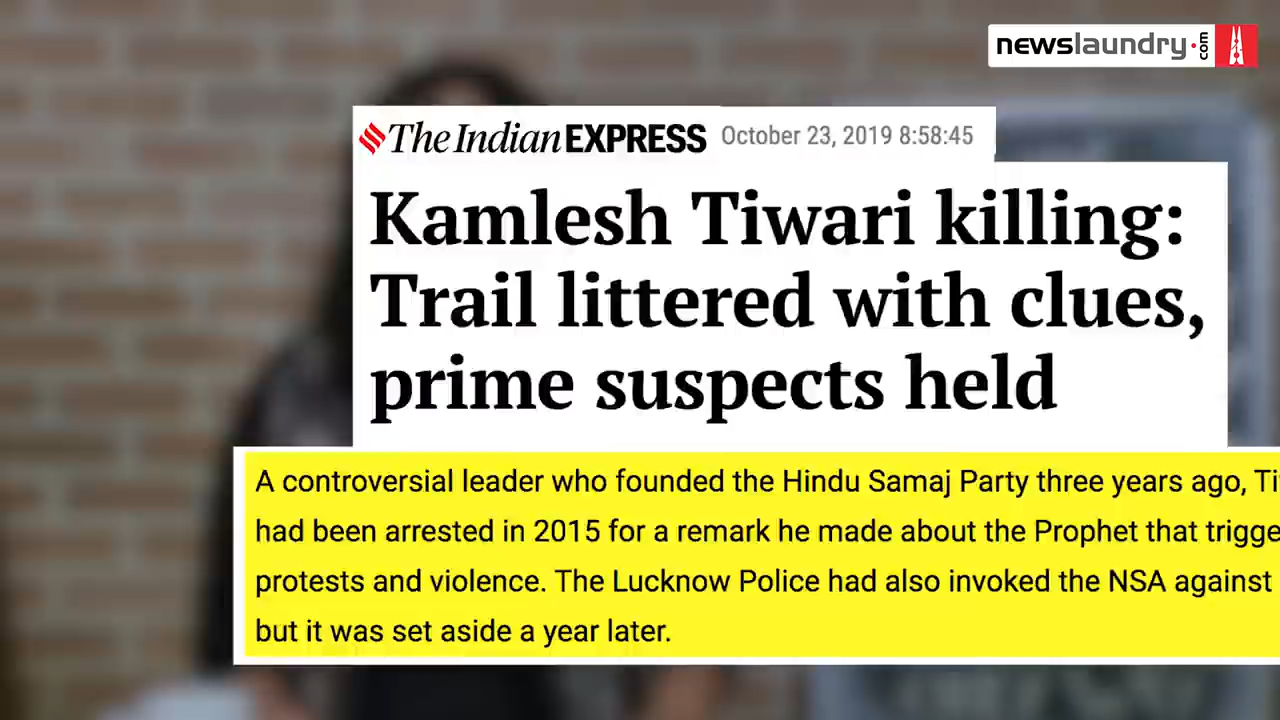 newslaundry.com
The Indian EXPRESS October 23, 2019 8:58:45
Kamlesh Tiwari killing:
Trail littered with clues,
prime suspects held
A controversial leader who founded the Hindu Samaj Party three years ago,
had been arrested in 2015 for a remark he made about the Prophet that
protests and violence. The Lucknow Police had also invoked the NSA against
but it was set aside a year later.